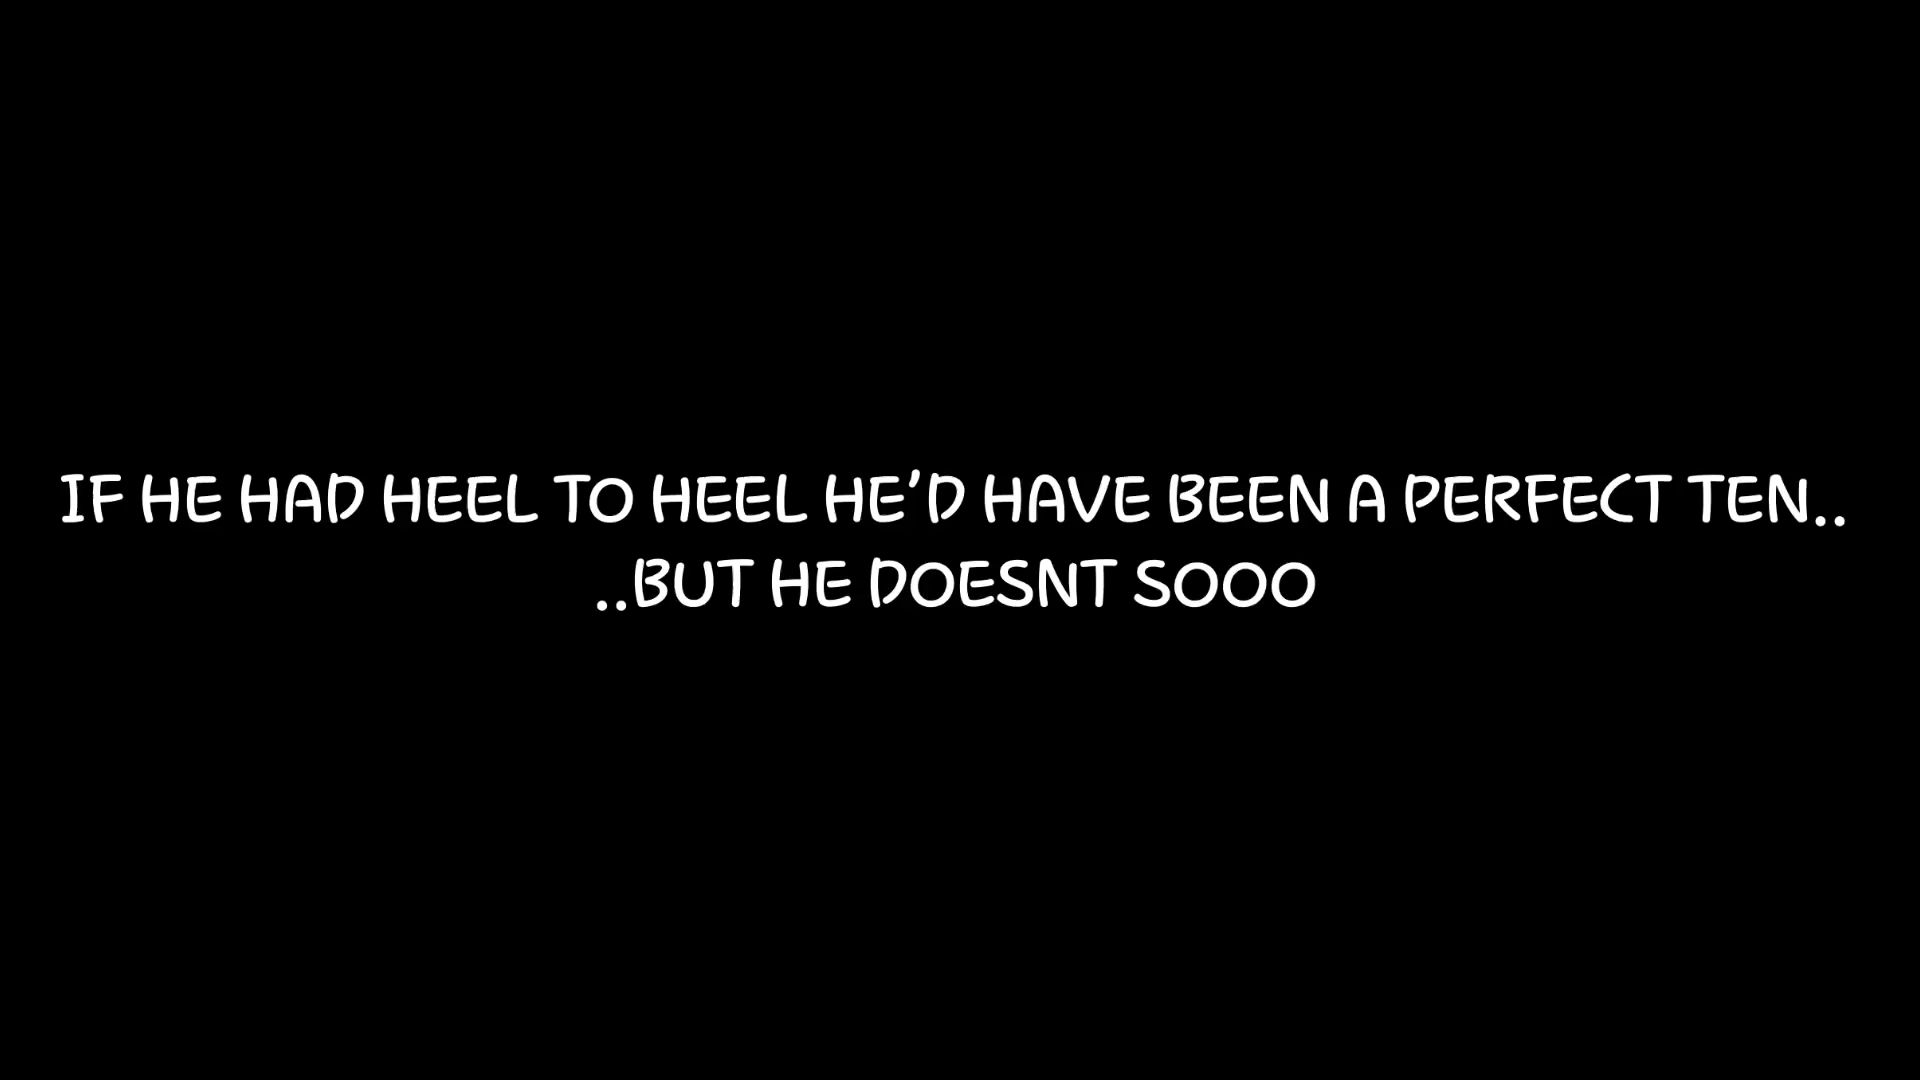 IF HE HAD HEEL TO HEEL HE'D HAVE BEEN A PERFECT TEN..
..BUT HE DOESNT SOOO